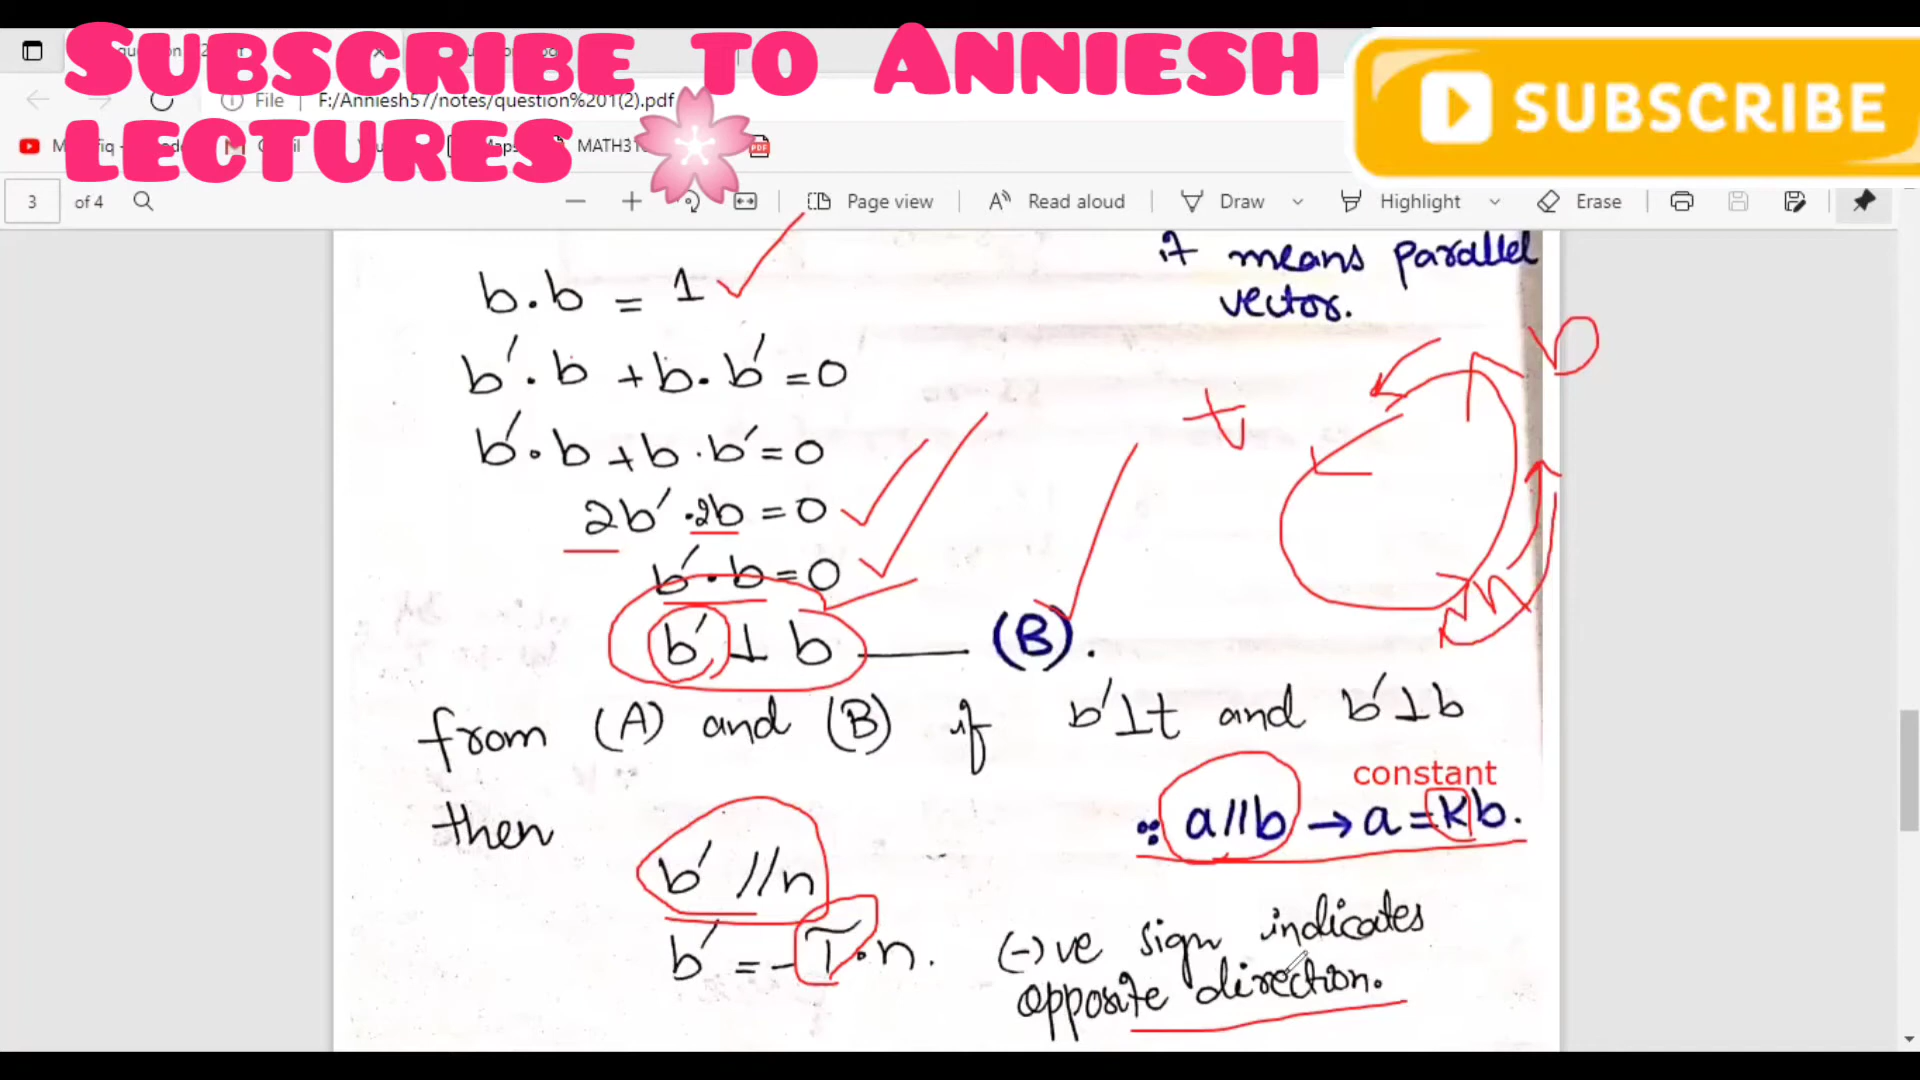 SUBSCRIBE TO ANNIESH
LECTURES
SUBSCRIBE
File F:/Anniesh57/notes/question%201(2).pdf
MATH31
3 of 4 Page view Read aloud Draw Highlight Erase
it means parallel
vector.
b.b = 1
b'.b + b.b' = 0
b'.b + b.b' = 0
2b'.2b = 0
b'.b = 0
b' ⊥ b (B).
from (A) and (B) if b'⊥t and b'⊥b
constant
then ∵ a//b → a = kb.
b' //n
b' = -τ.n. (-)ve sign indicates
opposite direction.
t
b
n